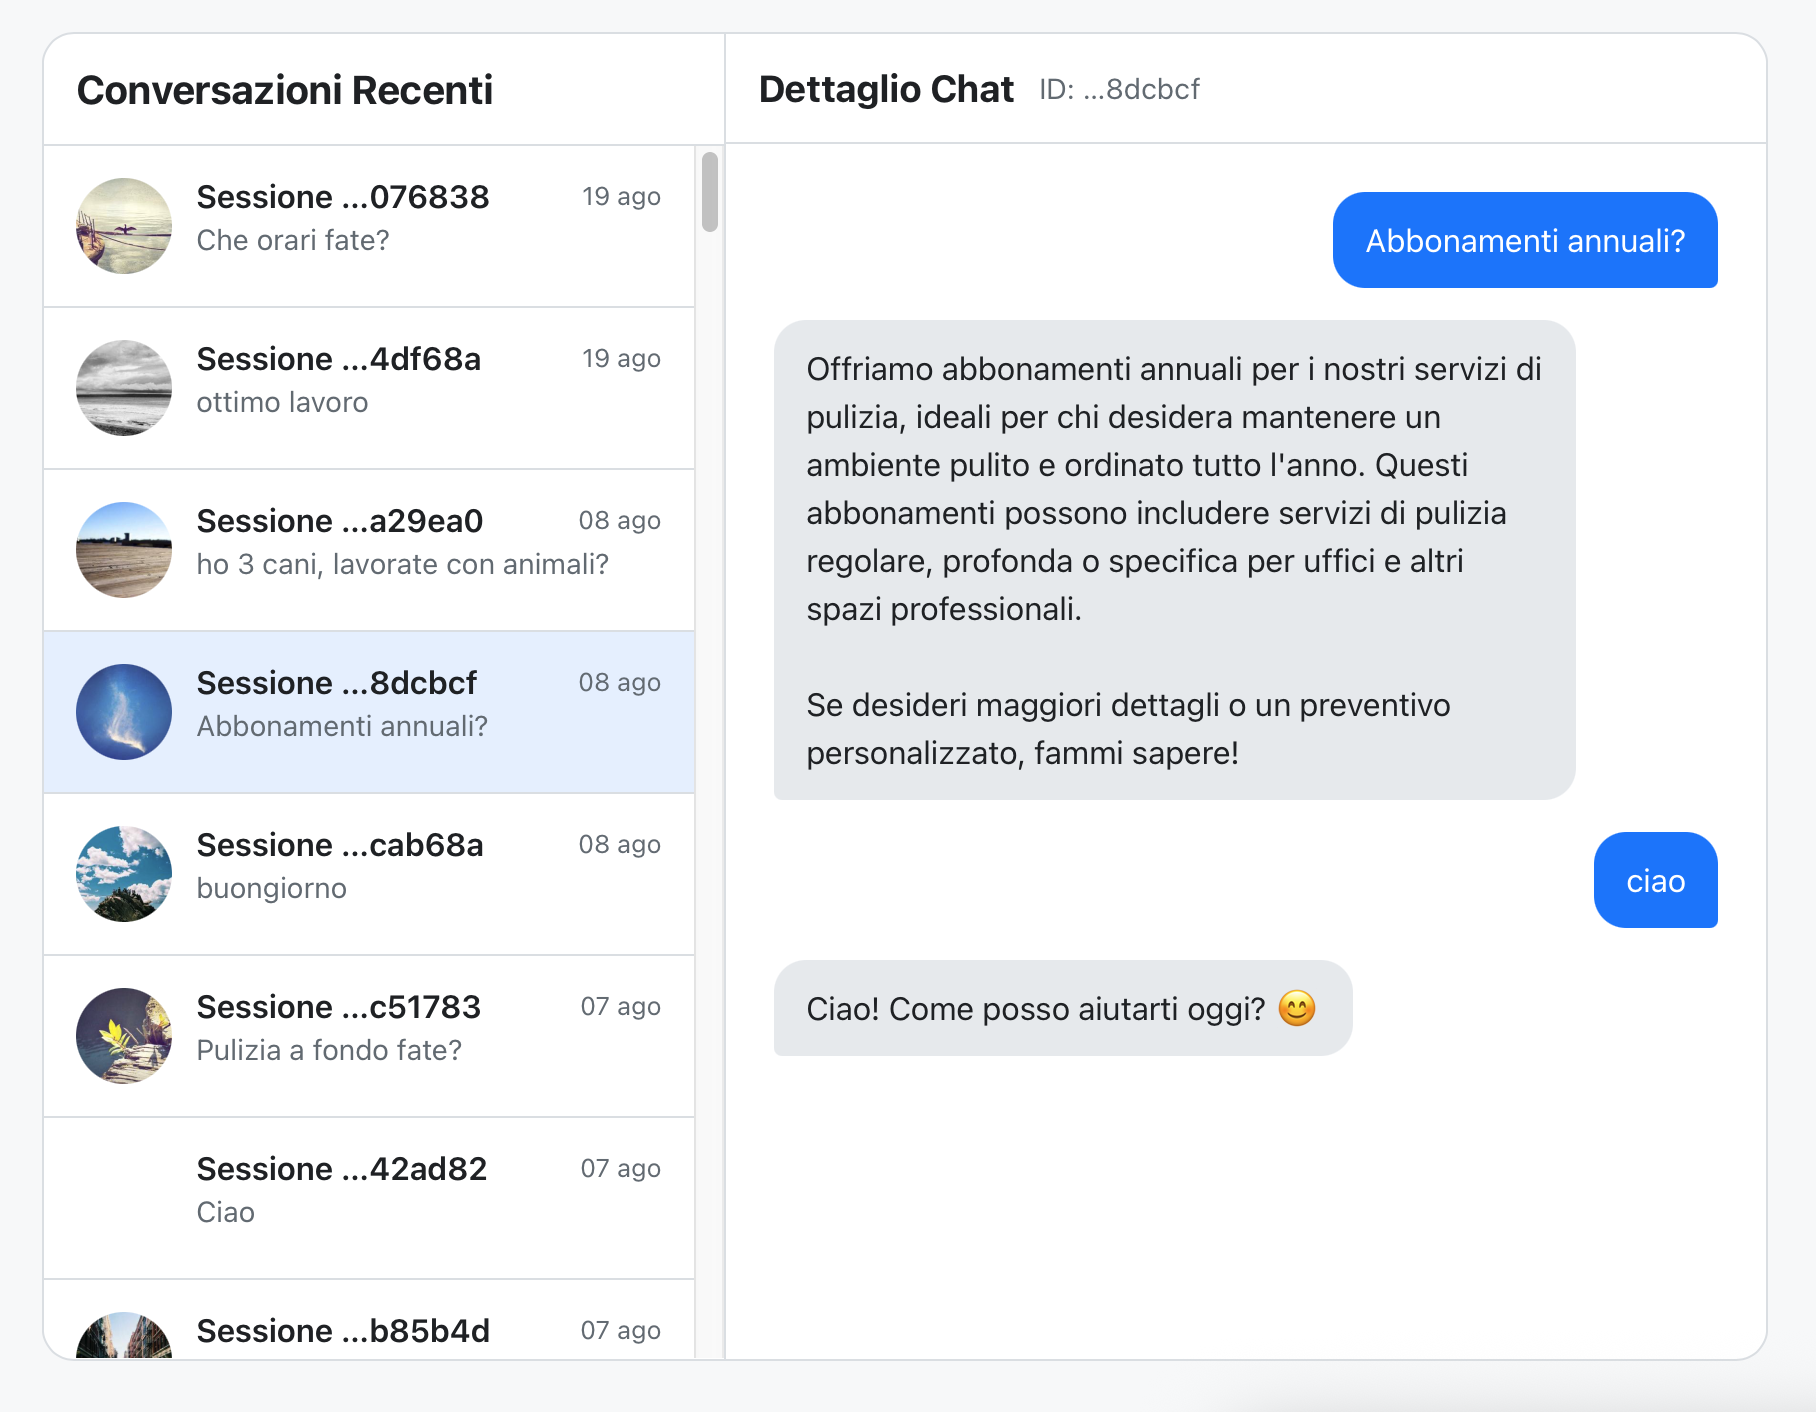 Conversazioni Recenti
Sessione ...076838 19 ago
Che orari fate?
Sessione ...4df68a 19 ago
ottimo lavoro
Sessione ...a29ea0 08 ago
ho 3 cani, lavorate con animali?
Sessione ...8dcbcf 08 ago
Abbonamenti annuali?
Sessione ...cab68a 08 ago
buongiorno
Sessione ...c51783 07 ago
Pulizia a fondo fate?
Sessione ...42ad82 07 ago
Ciao
Sessione ...b85b4d 07 ago
Dettaglio Chat ID: ...8dcbcf
Abbonamenti annuali?
Offriamo abbonamenti annuali per i nostri servizi di
pulizia, ideali per chi desidera mantenere un
ambiente pulito e ordinato tutto l'anno. Questi
abbonamenti possono includere servizi di pulizia
regolare, profonda o specifica per uffici e altri
spazi professionali.
Se desideri maggiori dettagli o un preventivo
personalizzato, fammi sapere!
ciao
Ciao! Come posso aiutarti oggi? 😊